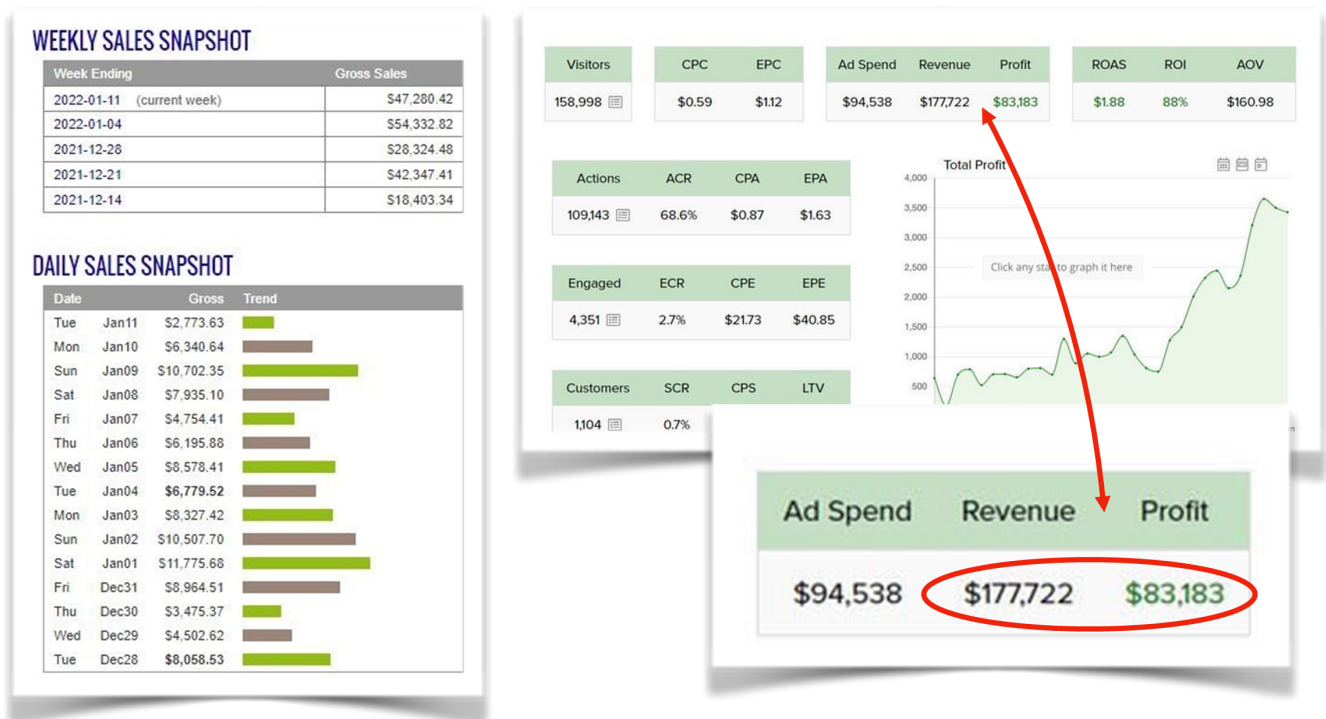 WEEKLY SALES SNAPSHOT
Week Ending Gross Sales
2022-01-11 (current week) $47,280.42
2022-01-04 $54,332.82
2021-12-28 $28,324.48
2021-12-21 $42,347.41
2021-12-14 $18,403.34
DAILY SALES SNAPSHOT
Date Gross Trend
Tue Jan11 $2,773.63
Mon Jan10 $6,340.64
Sun Jan09 $10,702.35
Sat Jan08 $7,935.10
Fri Jan07 $4,754.41
Thu Jan06 $6,195.88
Wed Jan05 $8,578.41
Tue Jan04 $6,779.52
Mon Jan03 $8,327.42
Sun Jan02 $10,507.70
Sat Jan01 $11,775.68
Fri Dec31 $8,964.51
Thu Dec30 $3,475.37
Wed Dec29 $4,502.62
Tue Dec28 $8,058.53
Visitors CPC EPC Ad Spend Revenue Profit ROAS ROI AOV
158,998 $0.59 $1.12 $94,538 $177,722 $83,183 $1.88 88% $160.98
Actions ACR CPA EPA
109,143 68.6% $0.87 $1.63
Engaged ECR CPE EPE
4,351 2.7% $21.73 $40.85
Customers SCR CPS LTV
1,104 0.7%
Total Profit
4,000
3,500
3,000
2,500
Click any stat to graph it here
2,000
1,500
1,000
500
Ad Spend Revenue Profit
$94,538 $177,722 $83,183